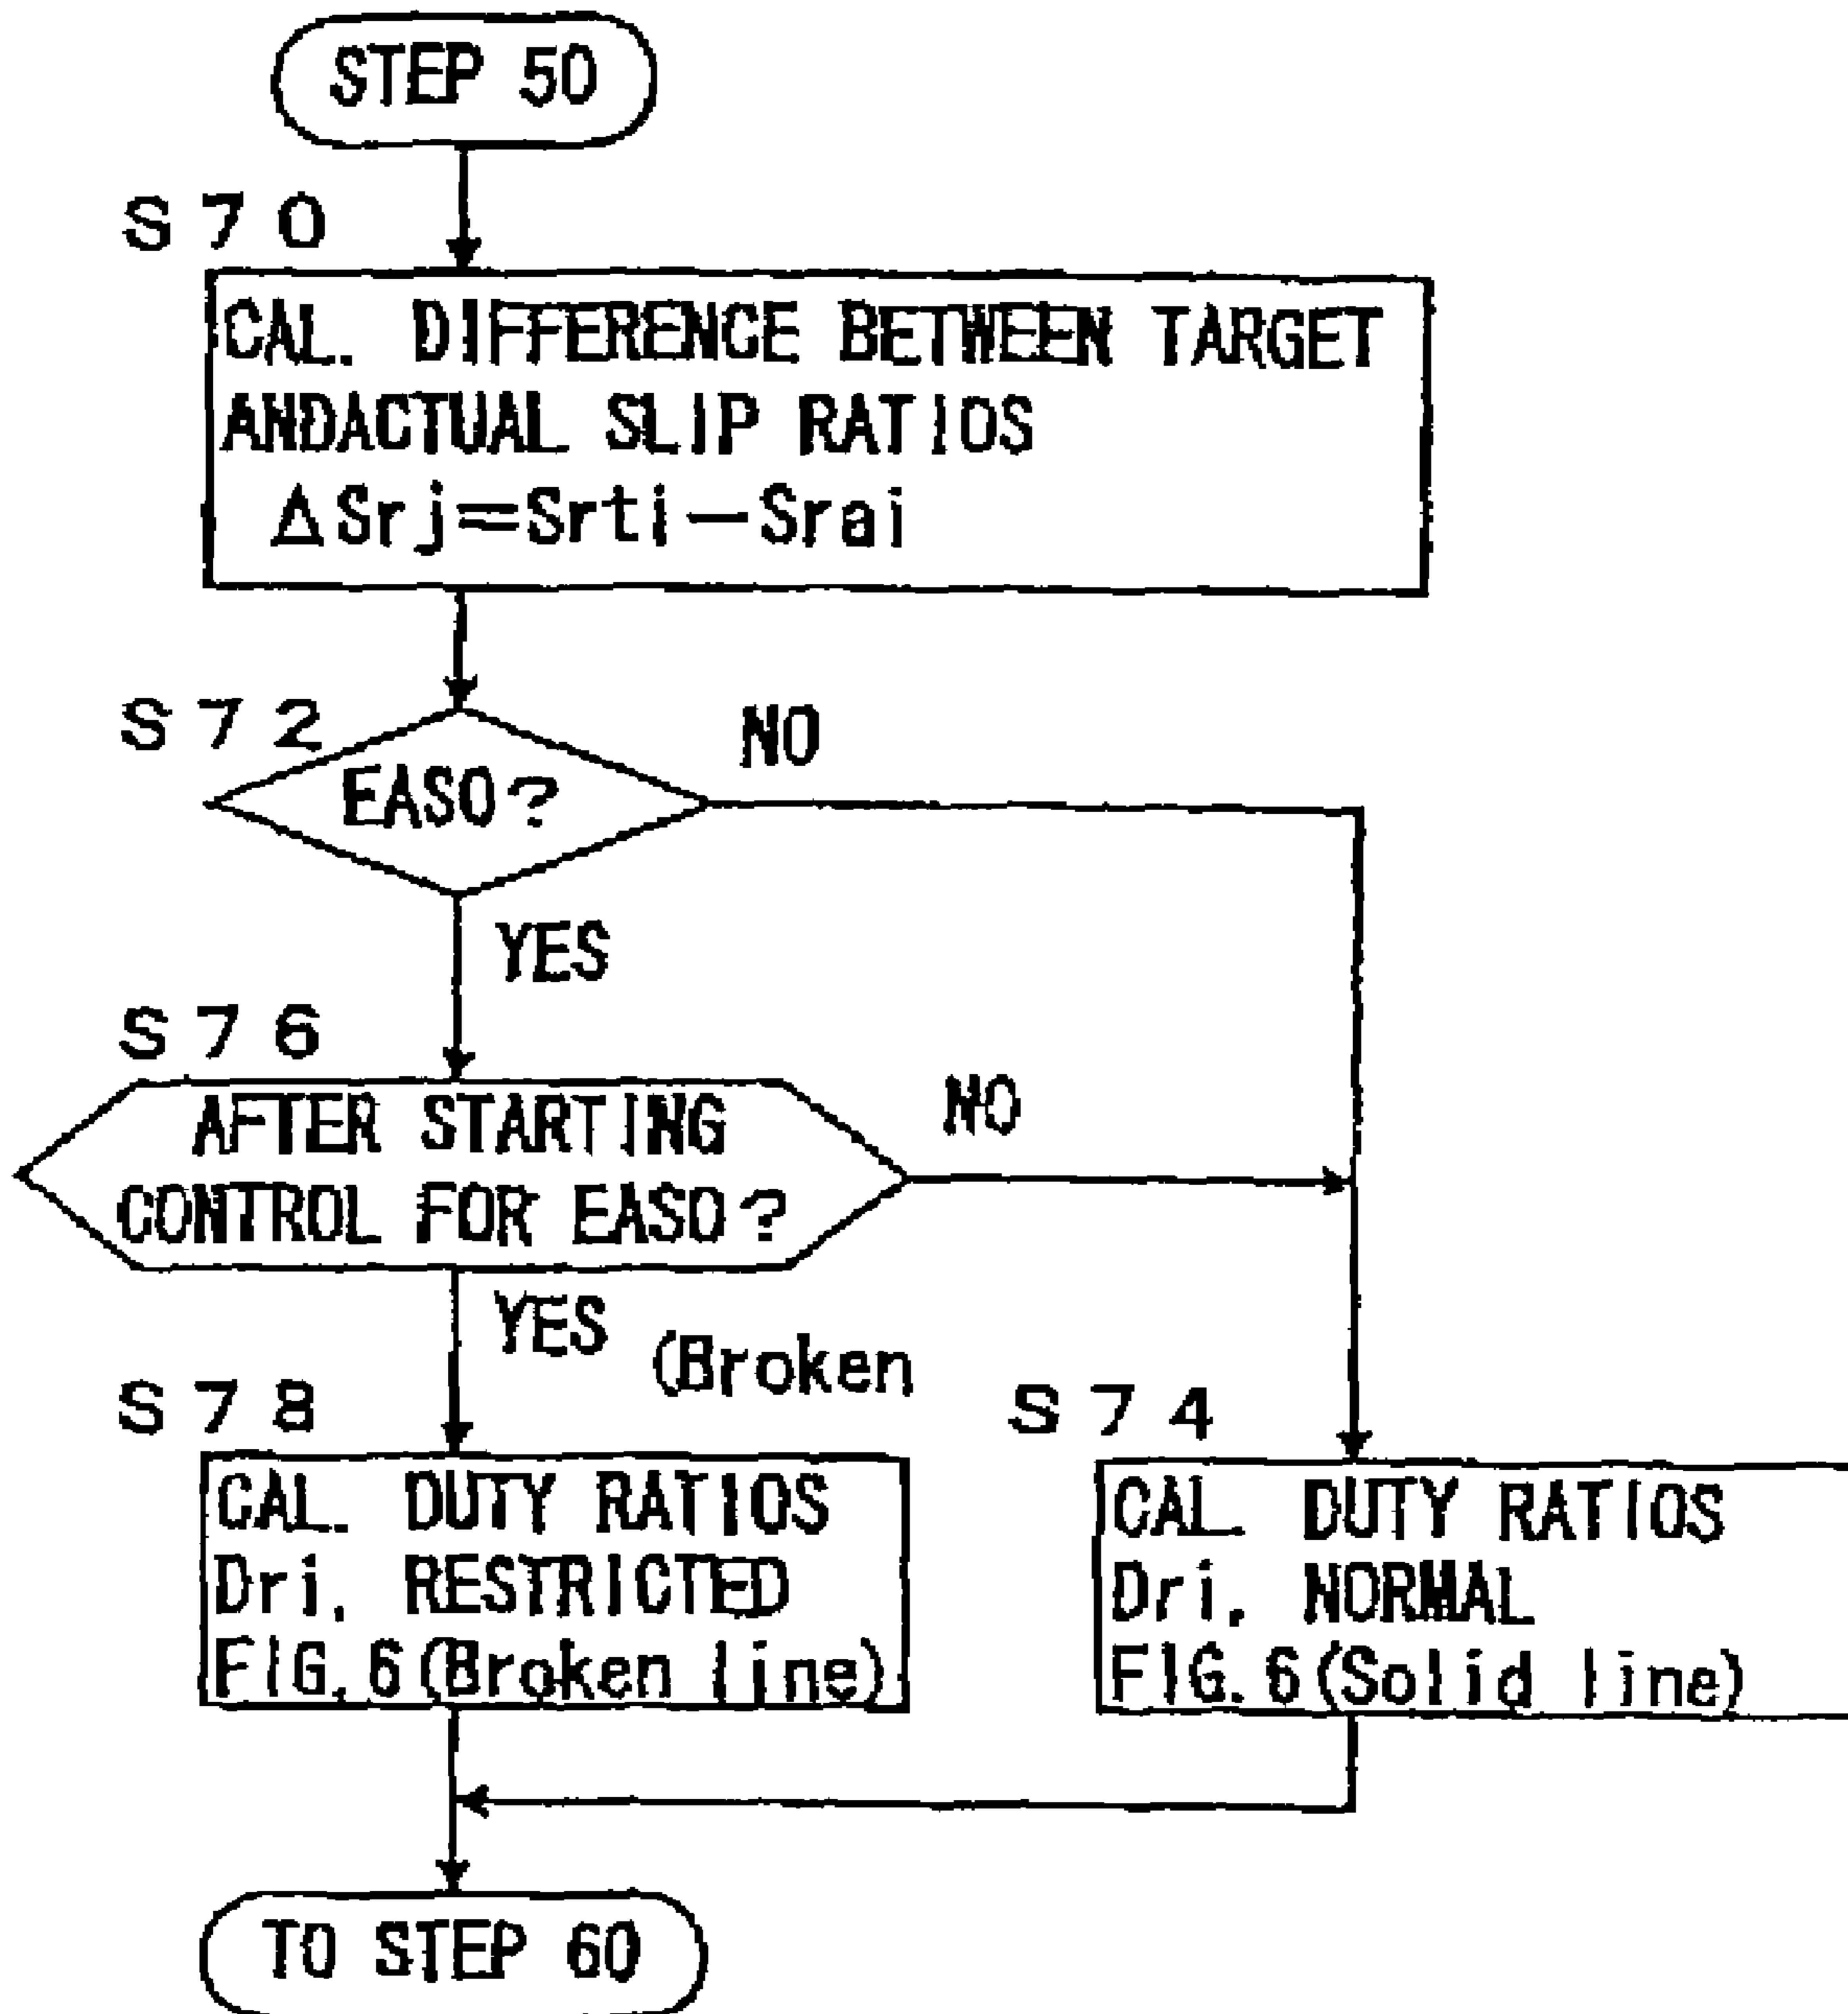 STEP 50
S70
CAL. DIFFERENCE BETWEEN TARGET
ANDACTUAL SLIP RATIOS
ΔSrj=Srti-Srai
S72
NO
EASO?
YES
S76
AFTER STARTING
CONTROL FOR EASO?
NO
YES
(Broken
S78
CAL. DUTY RATIOS
Dri. RESTRICTED
FIG.6(Broken line)
S74
CAL. DUTY RATIOS
Dri. NORMAL
FIG.6(Solid line)
TO STEP 60